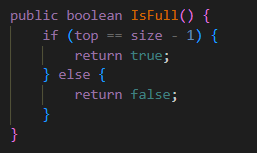 public boolean IsFull() {
    if (top == size - 1) {
        return true;
    } else {
        return false;
    }
}